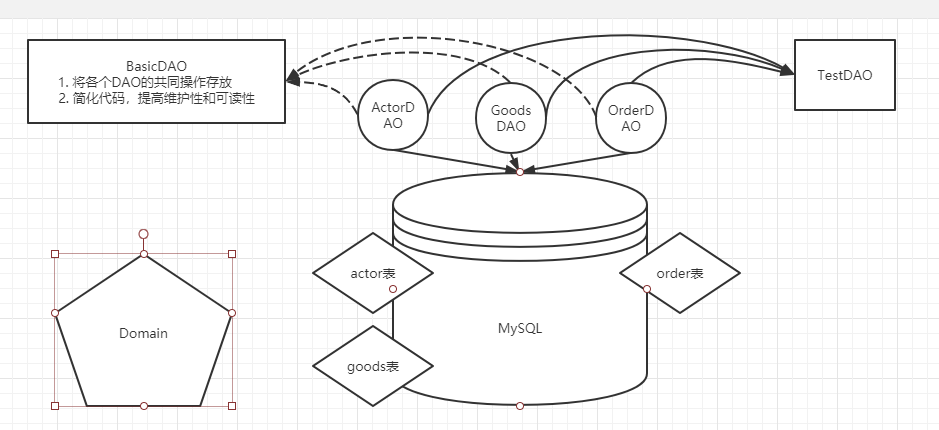 BasicDAO
1. 将各个DAO的共同操作存放
2. 简化代码，提高维护性和可读性
ActorD
AO
Goods
DAO
OrderD
AO
TestDAO
actor表
order表
Domain
MySQL
goods表